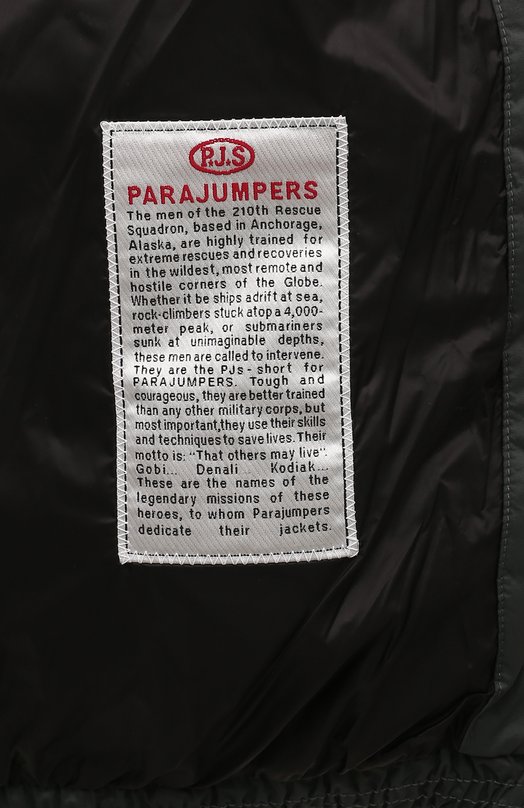 P.J.S
PARAJUMPERS
The men of the 210th Rescue
Squadron, based in Anchorage,
Alaska, are highly trained for
extreme rescues and recoveries
in the wildest, most remote and
hostile corners of the Globe.
Whether it be ships adrift at sea,
rock-climbers stuck atop a 4,000-
meter peak, or submariners
sunk at unimaginable depths,
these men are called to intervene.
They are the PJs - short for
PARAJUMPERS. Tough and
courageous, they are better trained
than any other military corps, but
most important, they use their skills
and techniques to save lives. Their
motto is: "That others may live".
Gobi... Denali... Kodiak...
These are the names of the
legendary missions of these
heroes, to whom Parajumpers
dedicate their jackets.